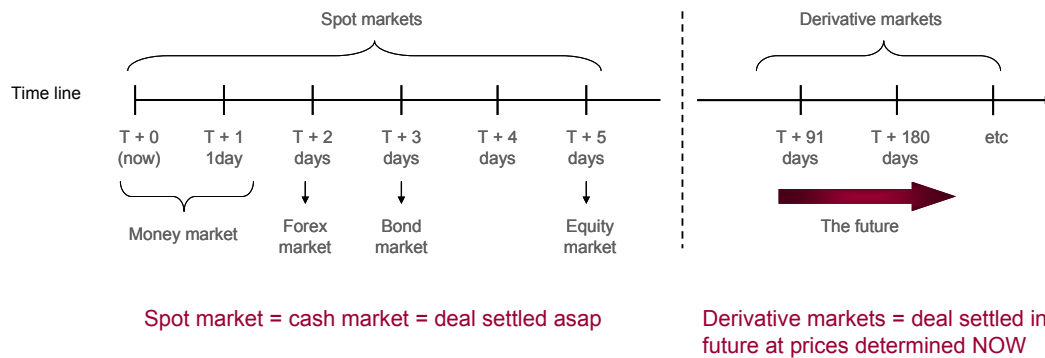 Spot markets
Derivative markets
Time line
T + 0
(now)
T + 1
1day
T + 2
days
T + 3
days
T + 4
days
T + 5
days
T + 91
days
T + 180
days
etc
Money market
Forex
market
Bond
market
Equity
market
The future
Spot market = cash market = deal settled asap
Derivative markets = deal settled in
future at prices determined NOW